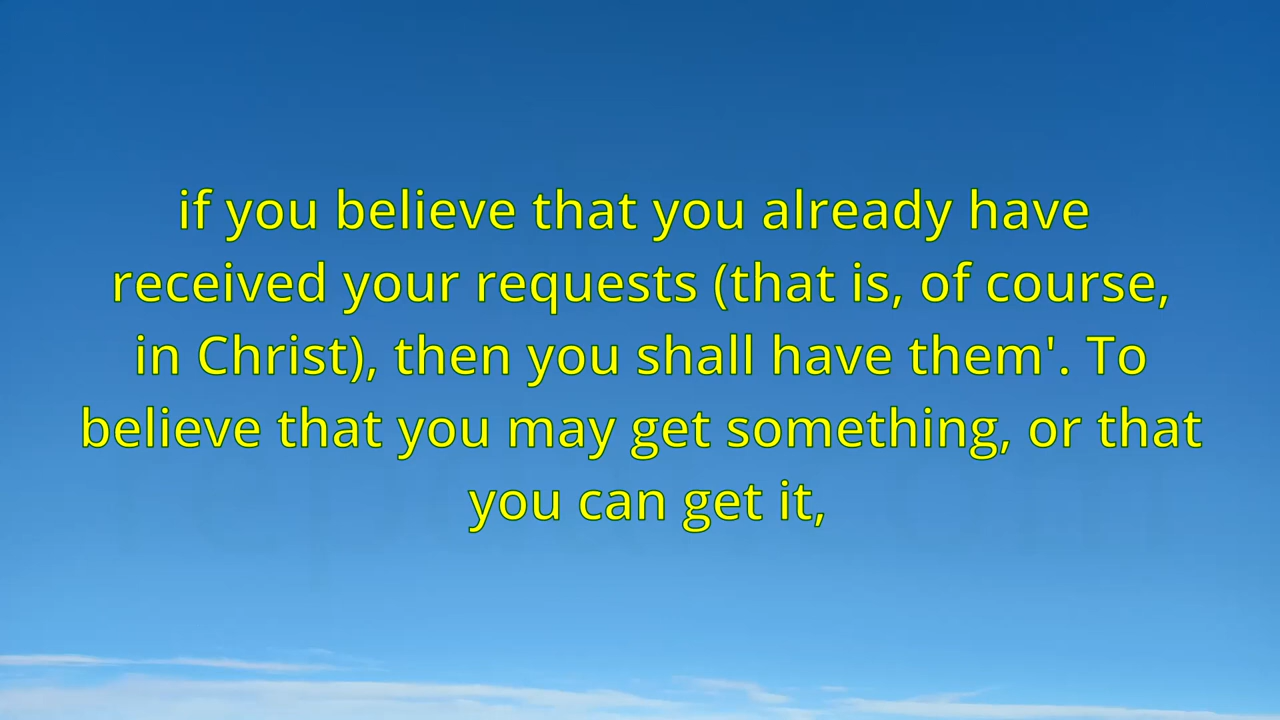 if you believe that you already have
received your requests (that is, of course,
in Christ), then you shall have them'. To
believe that you may get something, or that
you can get it,